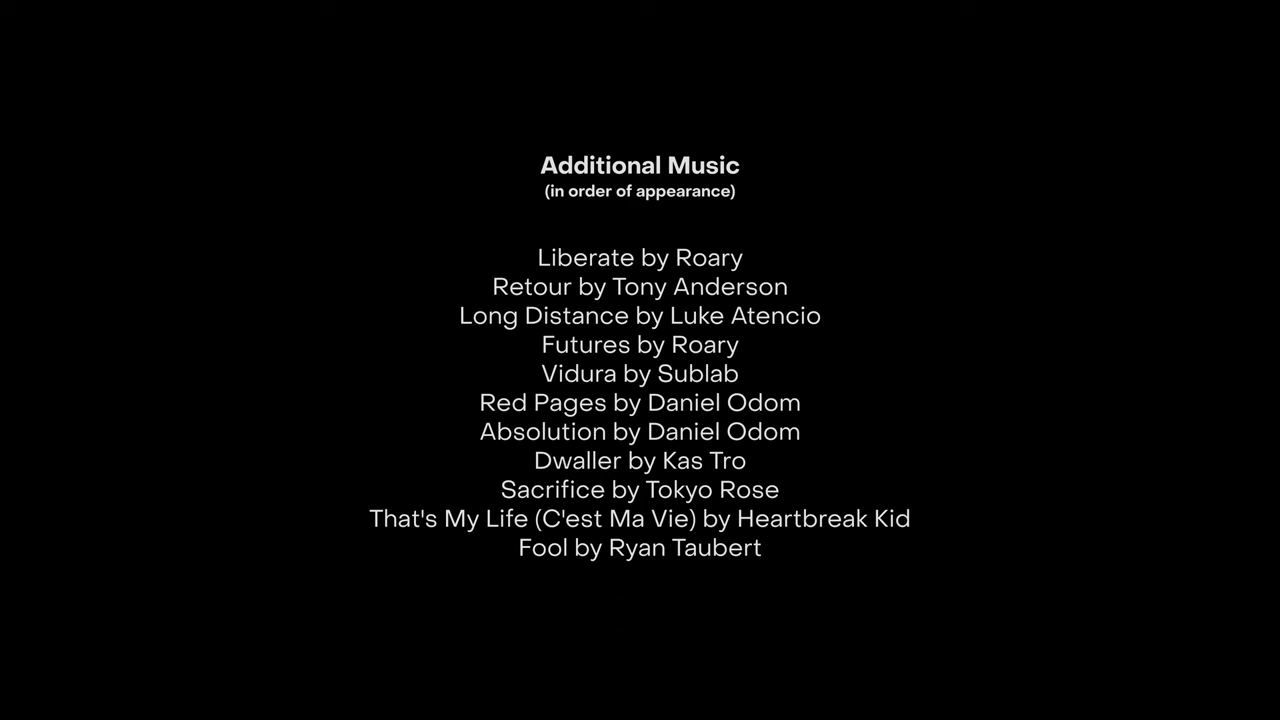 Additional Music
(in order of appearance)
Liberate by Roary
Retour by Tony Anderson
Long Distance by Luke Atencio
Futures by Roary
Vidura by Sublab
Red Pages by Daniel Odom
Absolution by Daniel Odom
Dwaller by Kas Tro
Sacrifice by Tokyo Rose
That's My Life (C'est Ma Vie) by Heartbreak Kid
Fool by Ryan Taubert